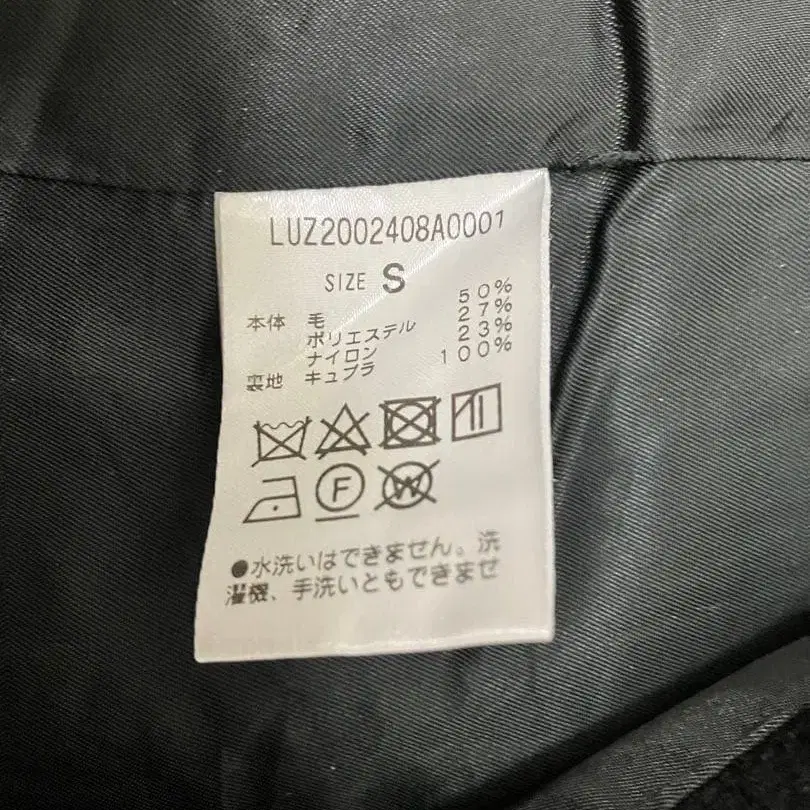 LUZ2002408A0001
SIZE S
本体 毛 50%
ポリエステル 27%
ナイロン 23%
裏地 キュプラ 100%
F W
●水洗いはできません。洗
濯機、手洗いともできませ